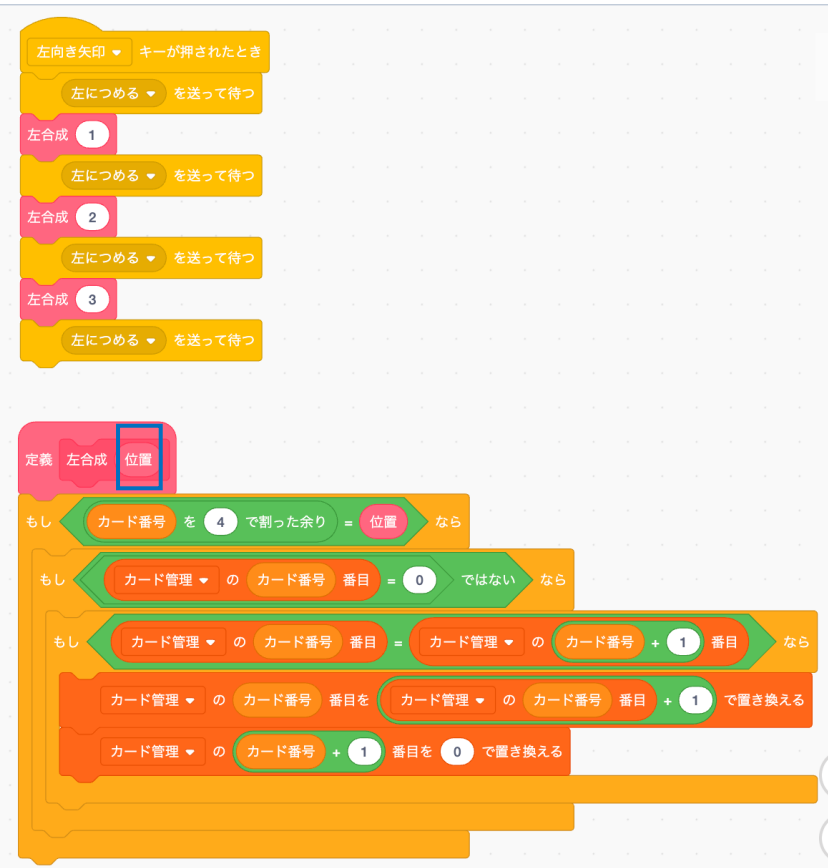 左向き矢印 キーが押されたとき
左につめる を送って待つ
左合成 1
左につめる を送って待つ
左合成 2
左につめる を送って待つ
左合成 3
左につめる を送って待つ
定義 左合成 位置
もし カード番号 を 4 で割った余り = 位置 なら
もし カード管理 の カード番号 番目 = 0 ではない なら
もし カード管理 の カード番号 番目 = カード管理 の カード番号 + 1 番目 なら
カード管理 の カード番号 番目を カード管理 の カード番号 番目 + 1 で置き換える
カード管理 の カード番号 + 1 番目を 0 で置き換える